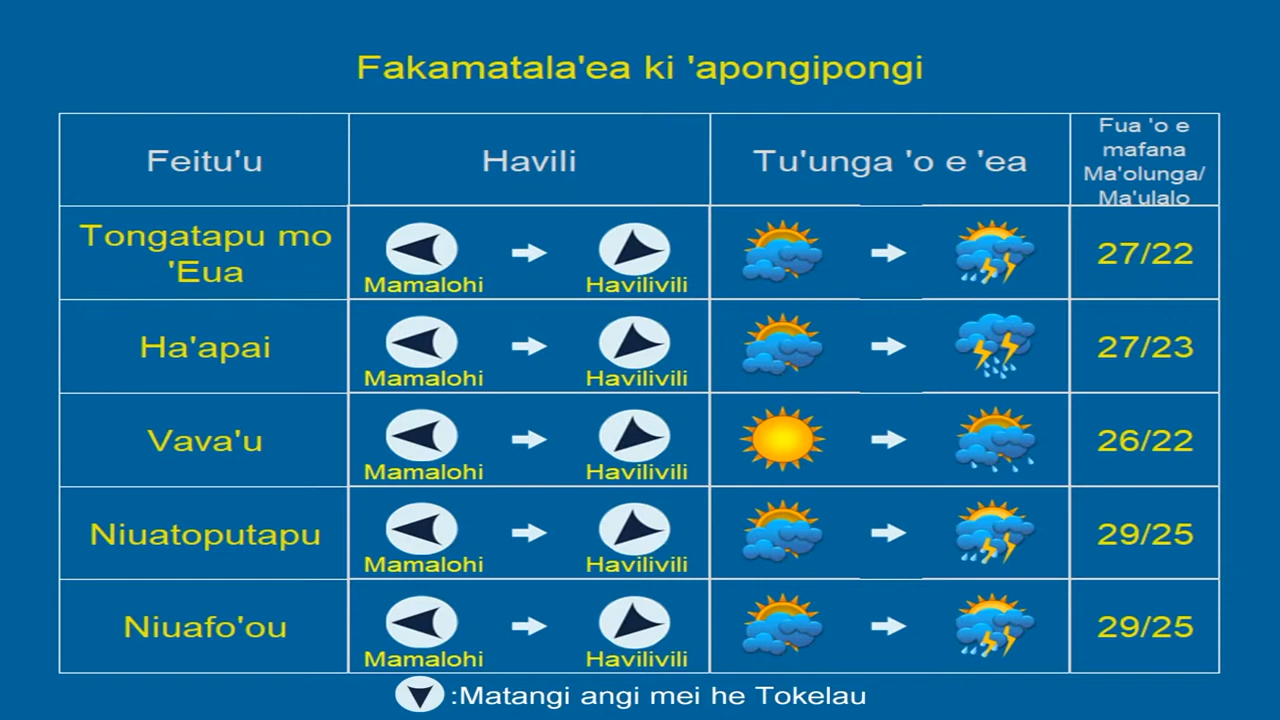 Fakamatala'ea ki 'apongipongi
Feitu'u
Havili
Tu'unga 'o e 'ea
Fua 'o e
mafana
Ma'olunga/
Ma'ulalo
Tongatapu mo
'Eua
Mamalohi
Havilivili
27/22
Ha'apai
Mamalohi
Havilivili
27/23
Vava'u
Mamalohi
Havilivili
26/22
Niuatoputapu
Mamalohi
Havilivili
29/25
Niuafo'ou
Mamalohi
Havilivili
29/25
:Matangi angi mei he Tokelau